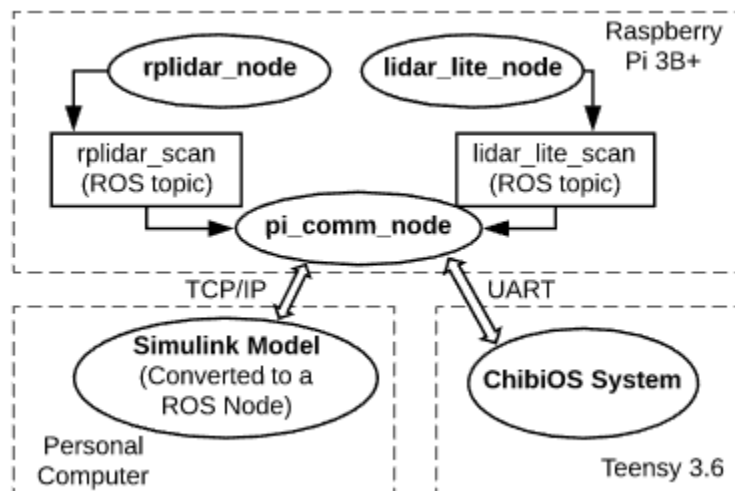 Raspberry
Pi 3B+
rplidar_node
lidar_lite_node
rplidar_scan
(ROS topic)
lidar_lite_scan
(ROS topic)
pi_comm_node
TCP/IP
UART
Simulink Model
(Converted to a
ROS Node)
ChibiOS System
Personal
Computer
Teensy 3.6